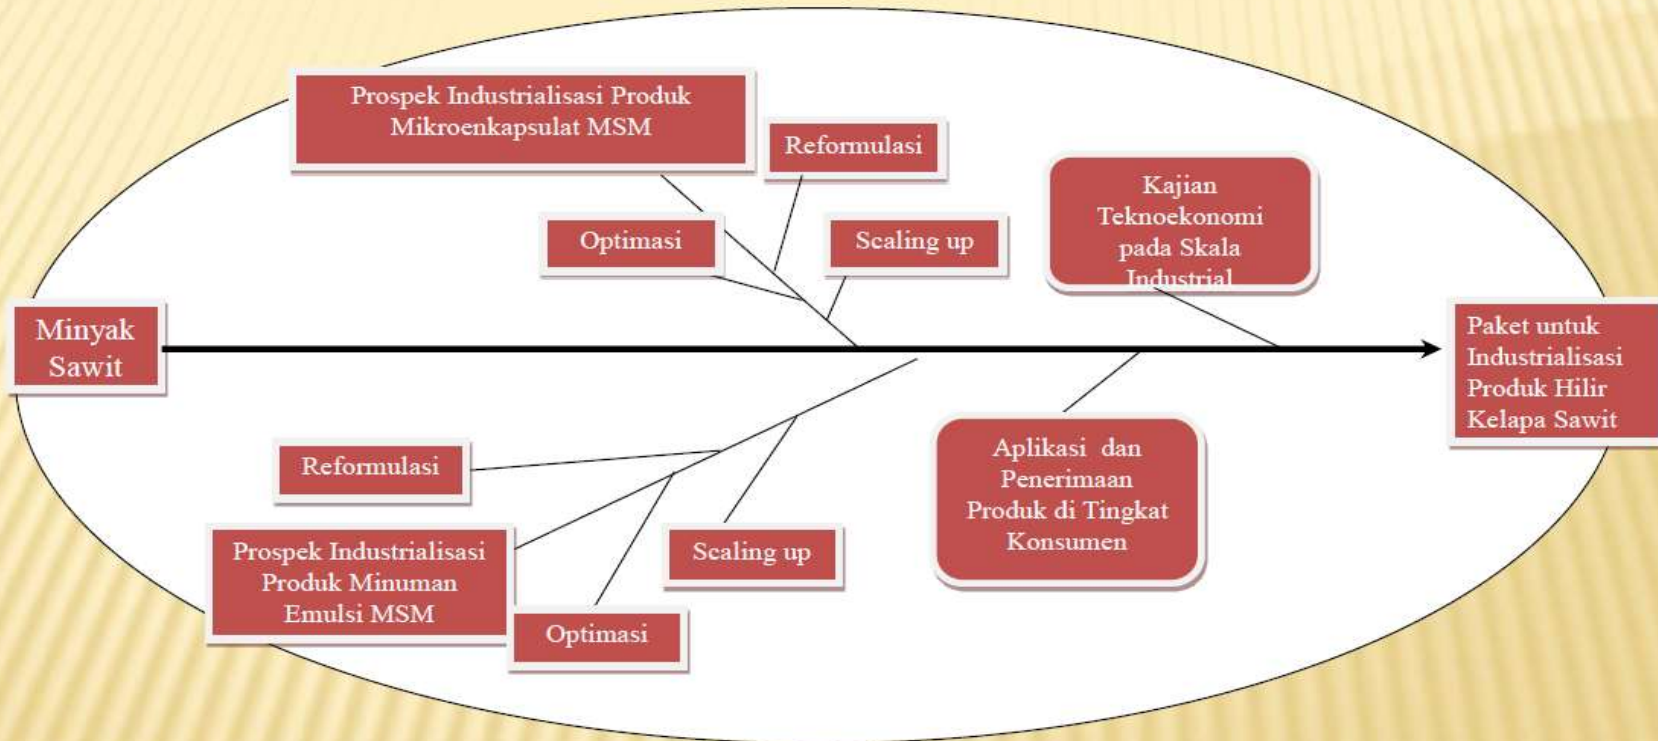 Prospek Industrialisasi Produk
Mikroenkapsulat MSM
Reformulasi
Optimasi
Scaling up
Kajian
Teknoekonomi
pada Skala
Industrial
Minyak
Sawit
Paket untuk
Industrialisasi
Produk Hilir
Kelapa Sawit
Reformulasi
Prospek Industrialisasi
Produk Minuman
Emulsi MSM
Optimasi
Scaling up
Aplikasi dan
Penerimaan
Produk di Tingkat
Konsumen